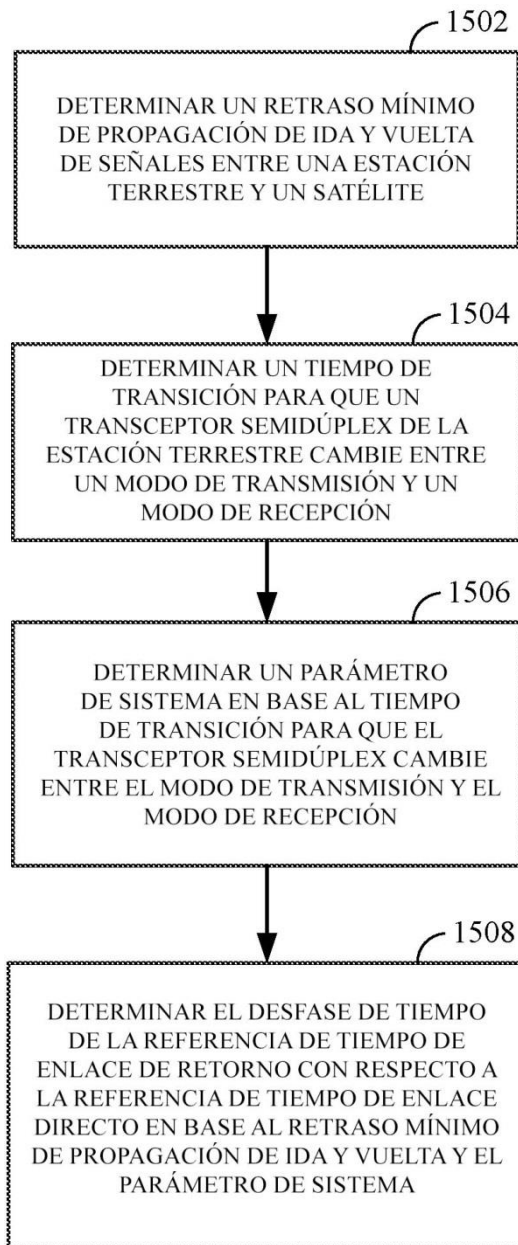 1502
DETERMINAR UN RETRASO MÍNIMO
DE PROPAGACIÓN DE IDA Y VUELTA
DE SEÑALES ENTRE UNA ESTACIÓN
TERRESTRE Y UN SATÉLITE
1504
DETERMINAR UN TIEMPO DE
TRANSICIÓN PARA QUE UN
TRANSCEPTOR SEMIDÚPLEX DE LA
ESTACIÓN TERRESTRE CAMBIE ENTRE
UN MODO DE TRANSMISIÓN Y UN
MODO DE RECEPCIÓN
1506
DETERMINAR UN PARÁMETRO
DE SISTEMA EN BASE AL TIEMPO
DE TRANSICIÓN PARA QUE EL
TRANSCEPTOR SEMIDÚPLEX CAMBIE
ENTRE EL MODO DE TRANSMISIÓN Y EL
MODO DE RECEPCIÓN
1508
DETERMINAR EL DESFASE DE TIEMPO
DE LA REFERENCIA DE TIEMPO DE
ENLACE DE RETORNO CON RESPECTO A
LA REFERENCIA DE TIEMPO DE ENLACE
DIRECTO EN BASE AL RETRASO MÍNIMO
DE PROPAGACIÓN DE IDA Y VUELTA Y EL
PARÁMETRO DE SISTEMA